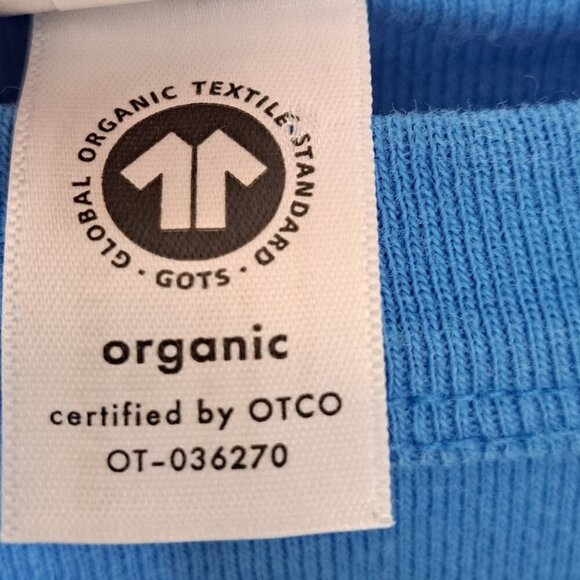 GLOBAL ORGANIC TEXTILE STANDARD
· GOTS ·
organic
certified by OTCO
OT-036270